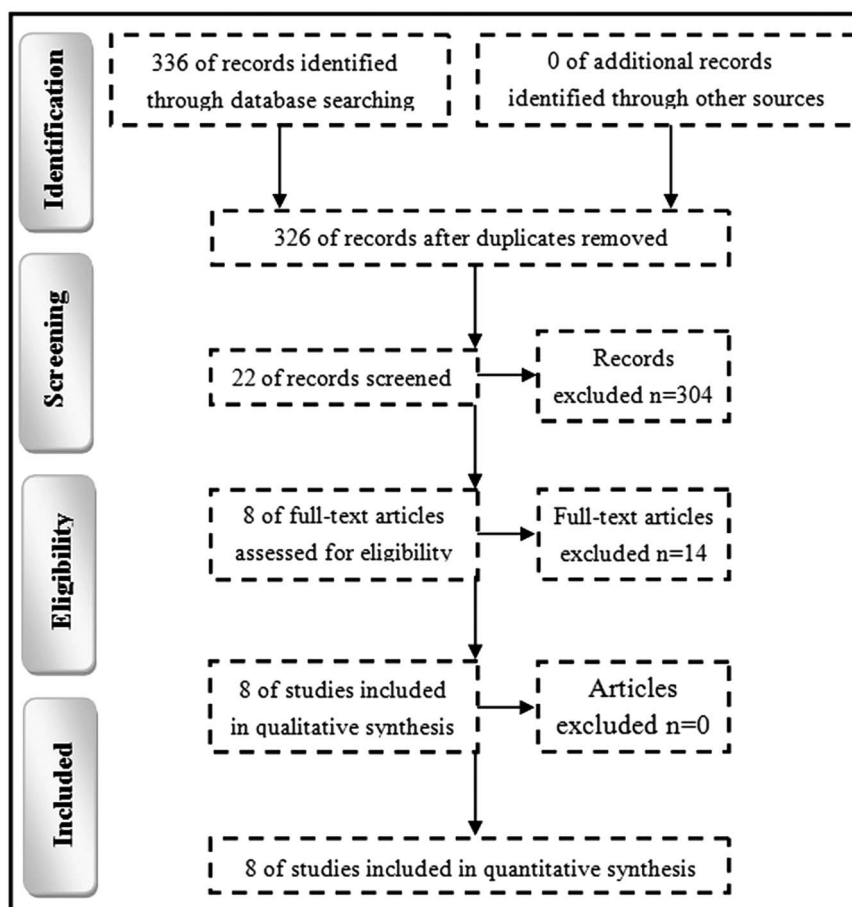 Identification
336 of records identified
through database searching
0 of additional records
identified through other sources
326 of records after duplicates removed
Screening
22 of records screened
Records
excluded n=304
Eligibility
8 of full-text articles
assessed for eligibility
Full-text articles
excluded n=14
Included
8 of studies included
in qualitative synthesis
Articles
excluded n=0
8 of studies included in quantitative synthesis